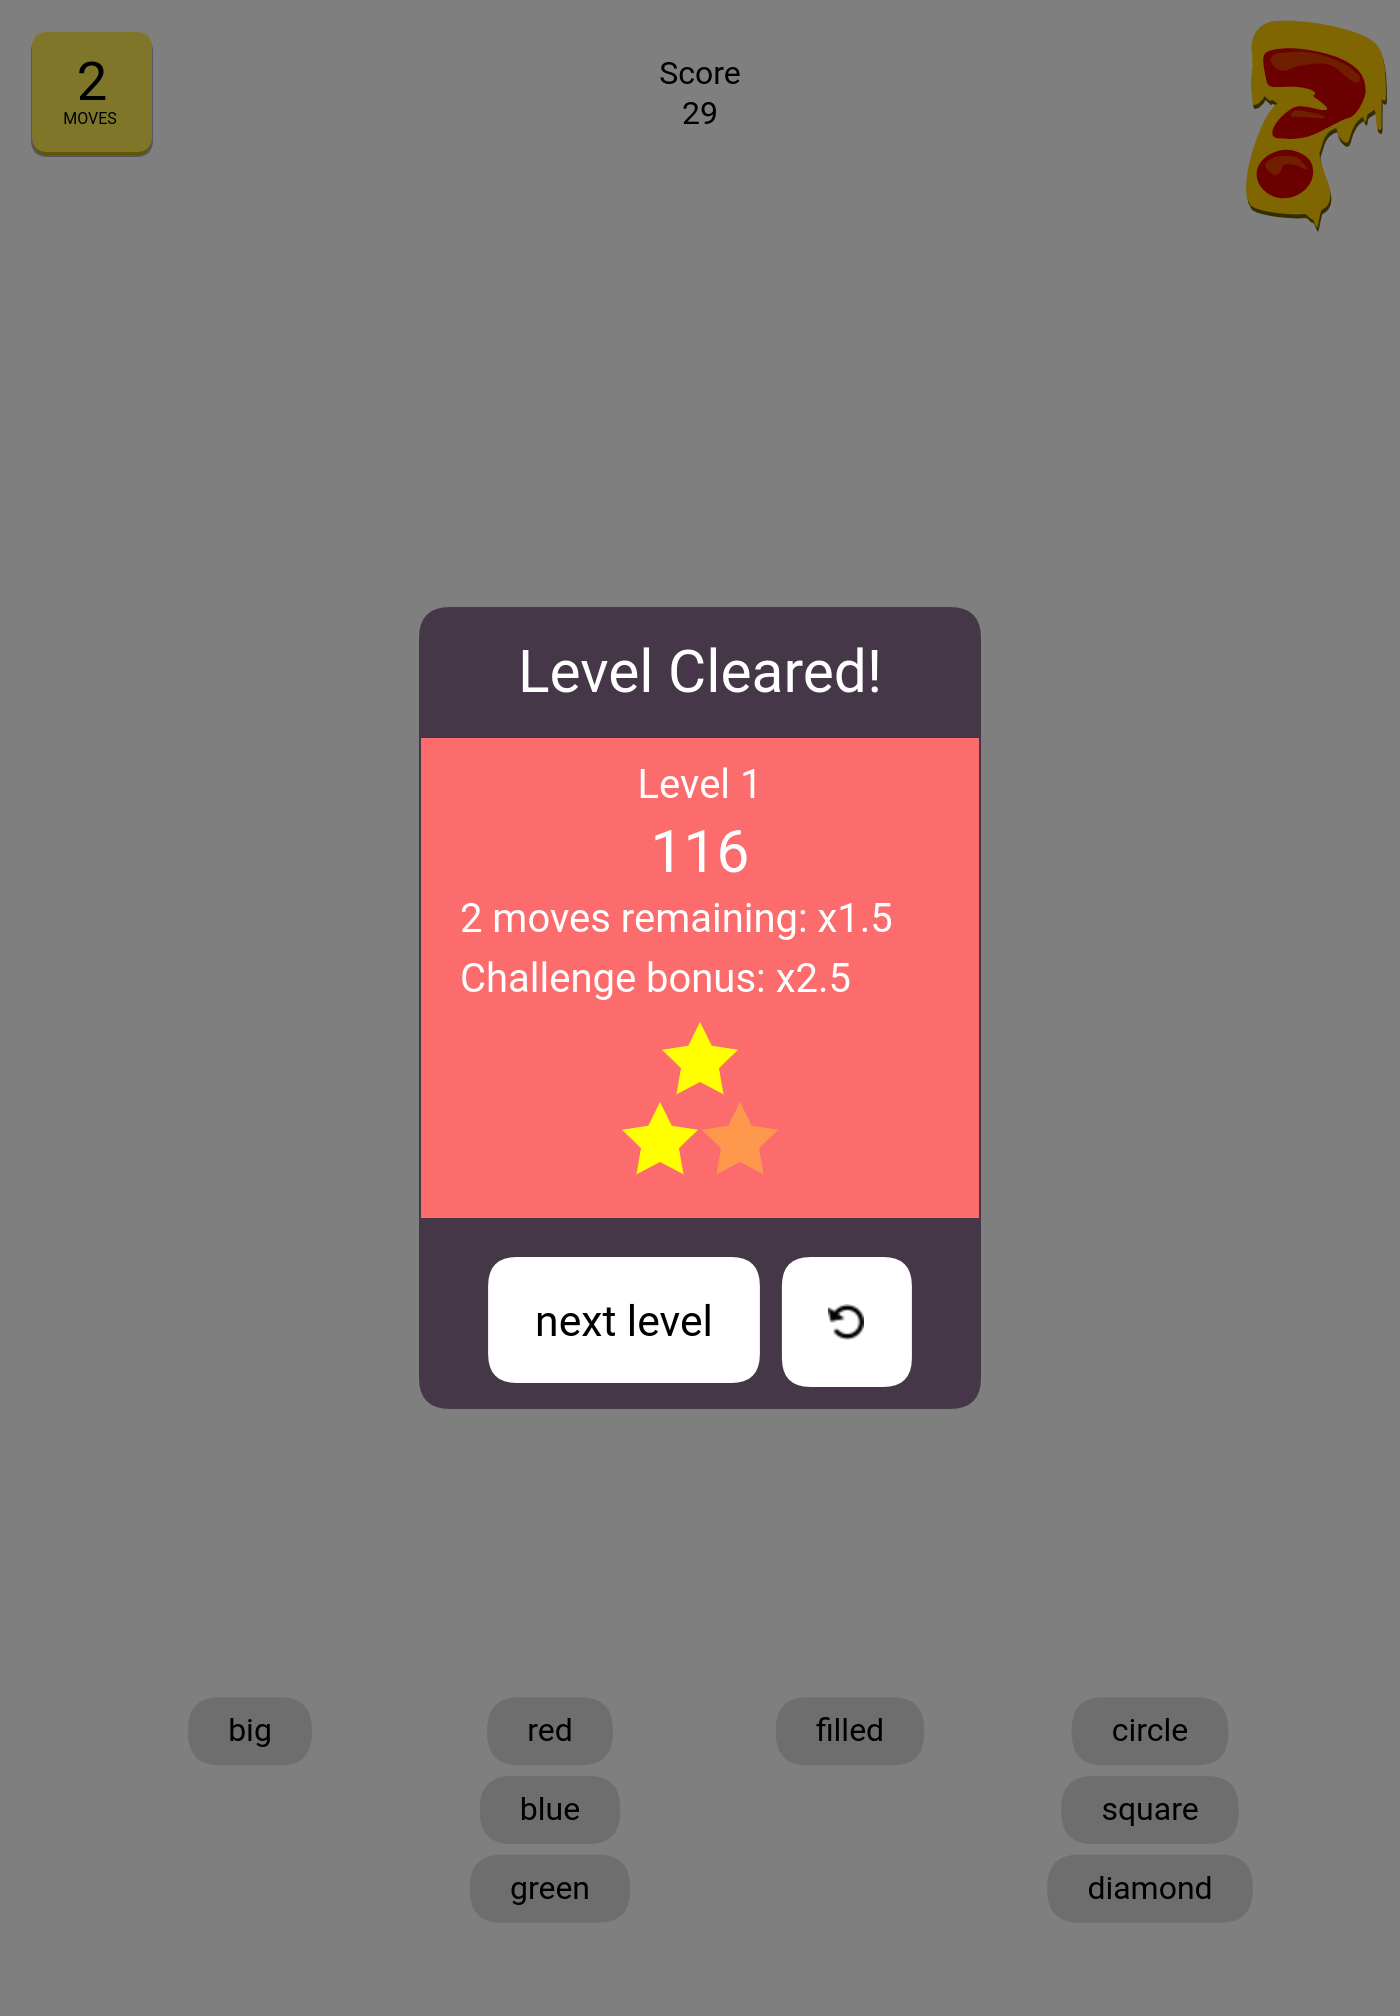 2
MOVES
Score
29
Level Cleared!
Level 1
116
2 moves remaining: x1.5
Challenge bonus: x2.5
next level
big
red
filled
circle
blue
square
green
diamond